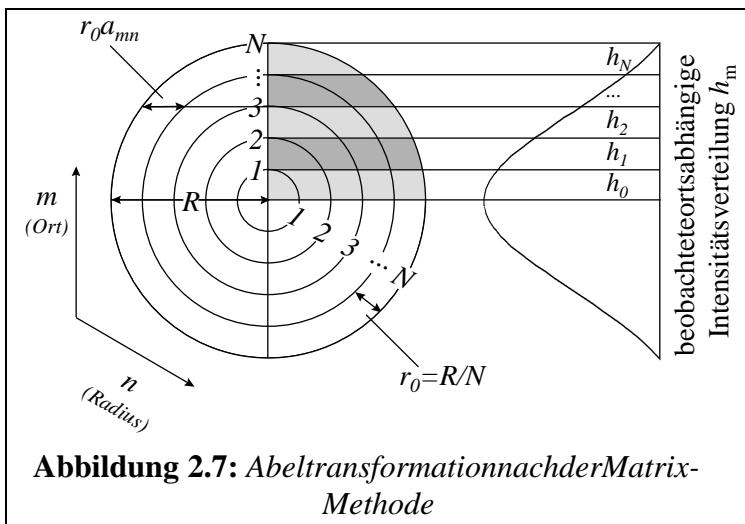 r₀aₘₙ
N
:
3
2
1
h_N
...
h₂
h₁
h₀
m
(Ort)
R
1
2
3
...
N
n
(Radius)
r₀=R/N
beobachteteortsabhängige
Intensitätsverteilung hₘ
Abbildung 2.7: AbeltransformationnachderMatrix-
Methode